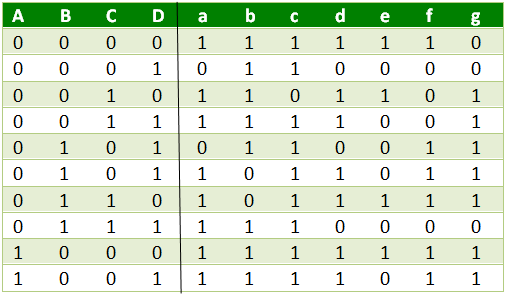 A B C D a b c d e f g
0 0 0 0 1 1 1 1 1 1 0
0 0 0 1 0 1 1 0 0 0 0
0 0 1 0 1 1 0 1 1 0 1
0 0 1 1 1 1 1 1 0 0 1
0 1 0 1 0 1 1 0 0 1 1
0 1 0 1 1 0 1 1 0 1 1
0 1 1 0 1 0 1 1 1 1 1
0 1 1 1 1 1 1 0 0 0 0
1 0 0 0 1 1 1 1 1 1 1
1 0 0 1 1 1 1 1 0 1 1